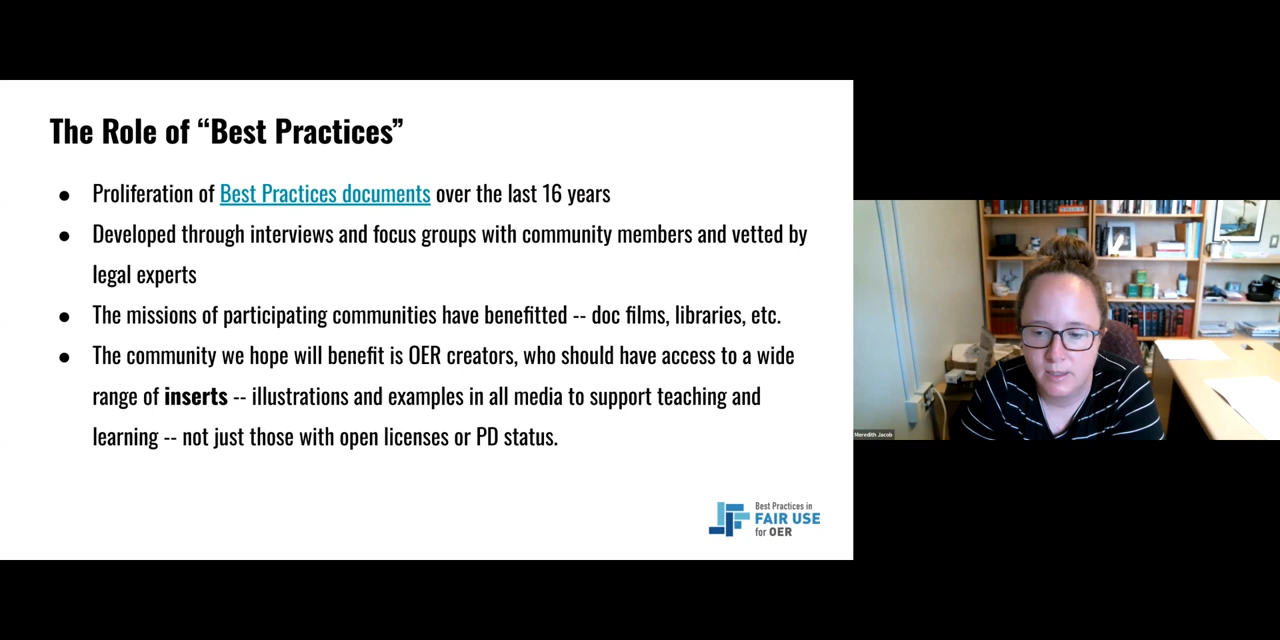 The Role of “Best Practices”
● Proliferation of Best Practices documents over the last 16 years
● Developed through interviews and focus groups with community members and vetted by
legal experts
● The missions of participating communities have benefitted -- doc films, libraries, etc.
● The community we hope will benefit is OER creators, who should have access to a wide
range of inserts -- illustrations and examples in all media to support teaching and
learning -- not just those with open licenses or PD status.
Best Practices in
FAIR USE
for OER
Meredith Jacob